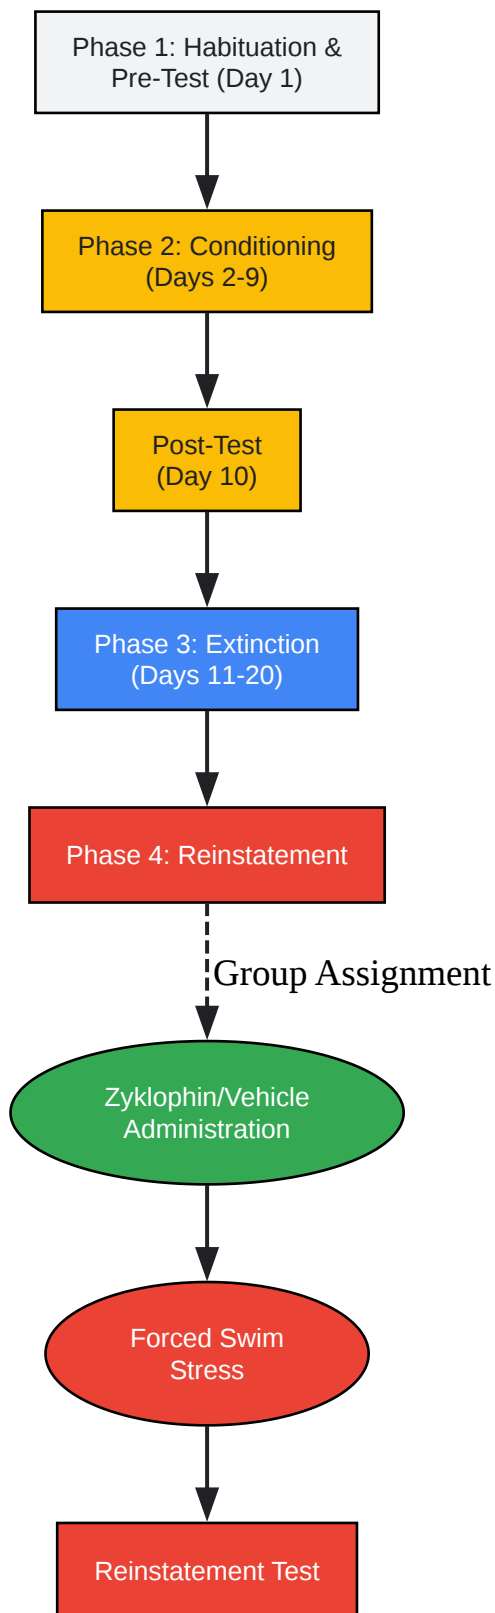 Phase 1: Habituation &
Pre-Test (Day 1)
Phase 2: Conditioning
(Days 2-9)
Post-Test
(Day 10)
Phase 3: Extinction
(Days 11-20)
Phase 4: Reinstatement
Group Assignment
Zyklophin/Vehicle
Administration
Forced Swim
Stress
Reinstatement Test